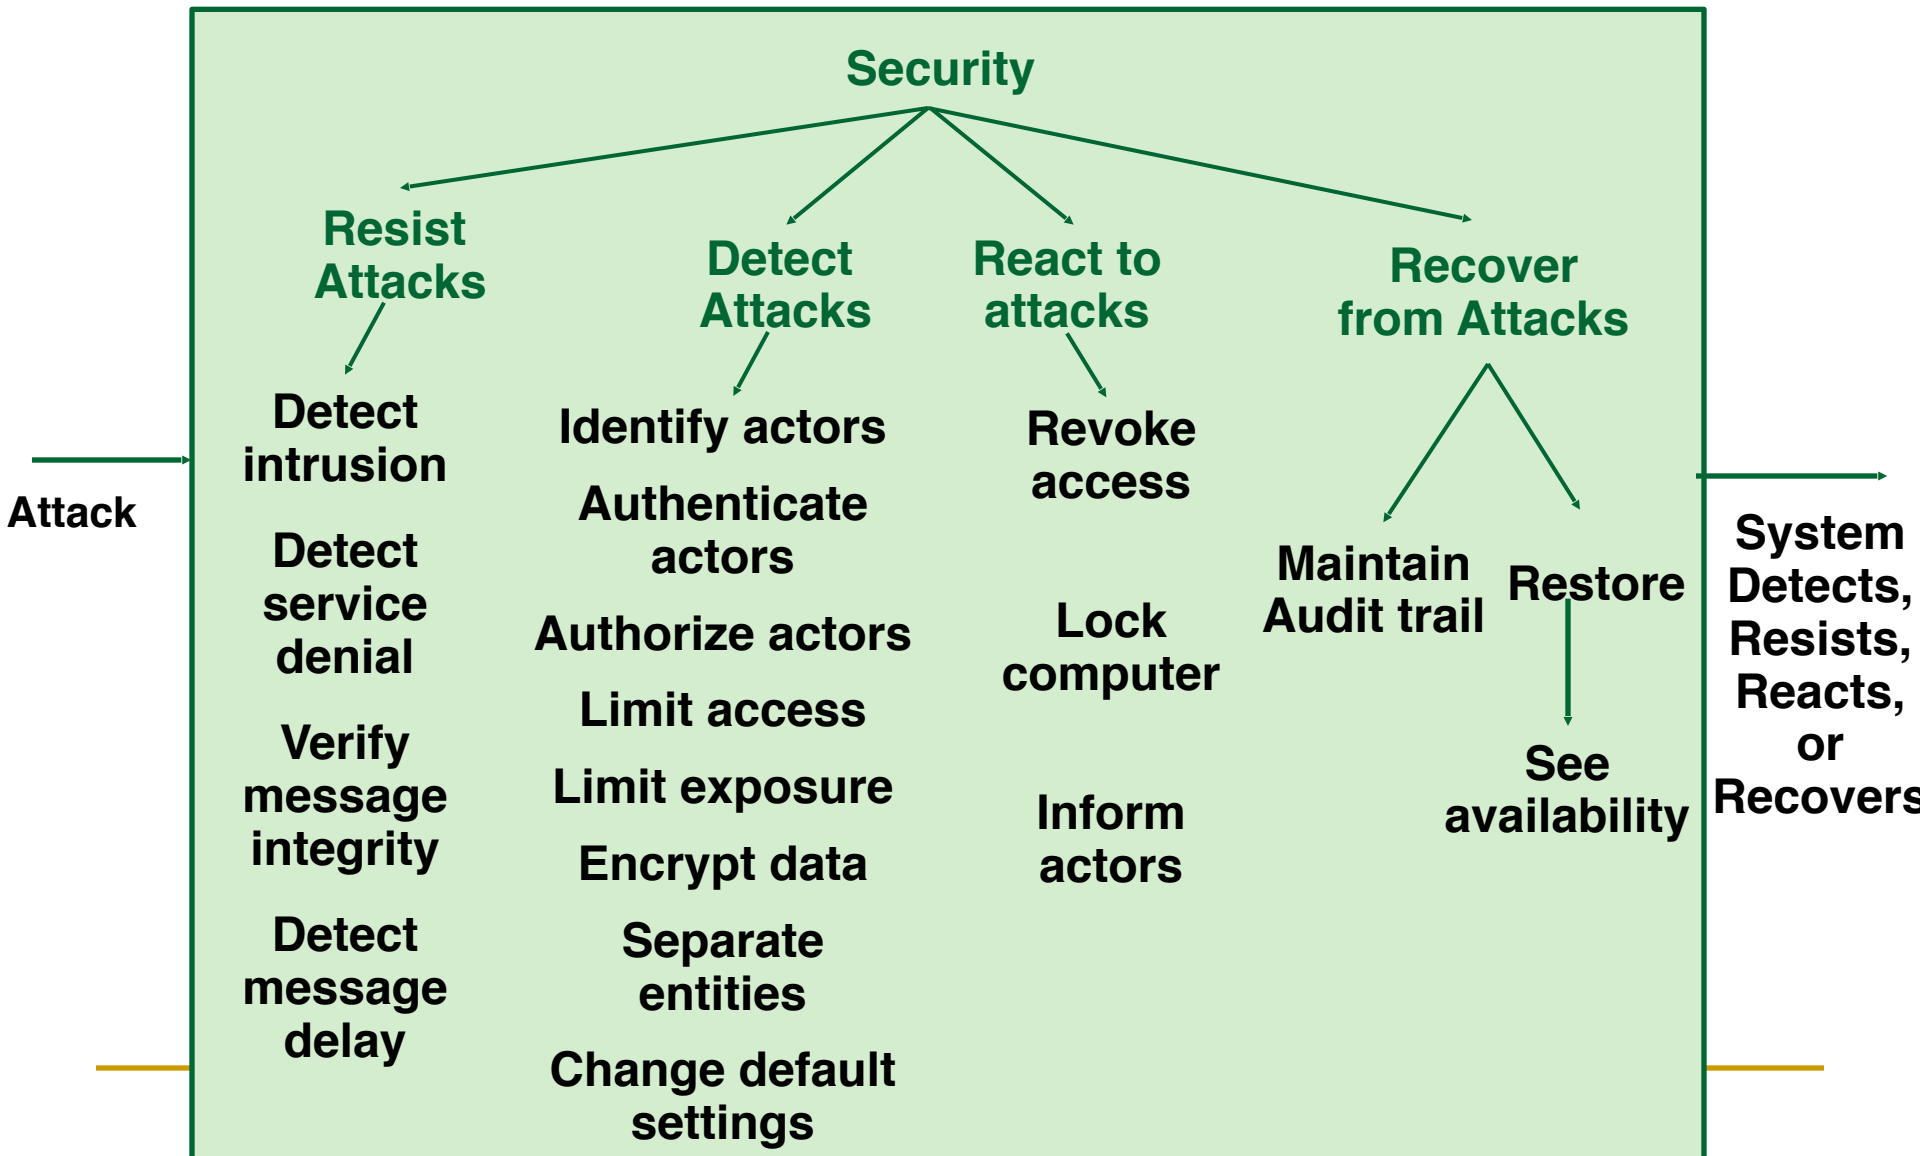 Security
Resist
Attacks
Detect
Attacks
React to
attacks
Recover
from Attacks
Attack
Detect
intrusion
Detect
service
denial
Verify
message
integrity
Detect
message
delay
Identify actors
Authenticate
actors
Authorize actors
Limit access
Limit exposure
Encrypt data
Separate
entities
Change default
settings
Revoke
access
Lock
computer
Inform
actors
Maintain
Audit trail
Restore
See
availability
System
Detects,
Resists,
Reacts,
or
Recovers